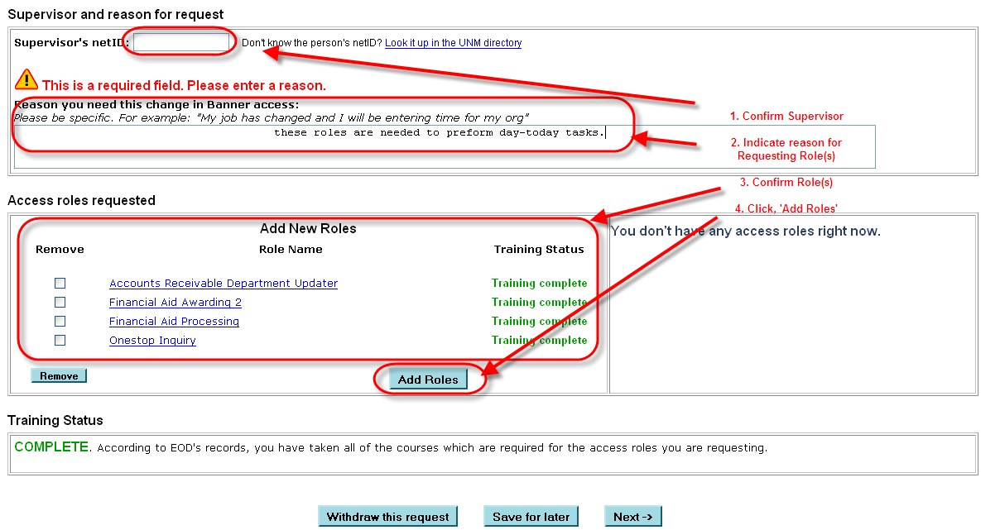 Supervisor and reason for request
Supervisor's netID: Don't know the person's netID? Look it up in the UNM directory
This is a required field. Please enter a reason.
Reason you need this change in Banner access:
Please be specific. For example: "My job has changed and I will be entering time for my org"
these roles are needed to preform day-today tasks.
1. Confirm Supervisor
2. Indicate reason for
Requesting Role(s)
3. Confirm Role(s)
4. Click, 'Add Roles'
Access roles requested
Add New Roles
Remove Role Name Training Status
Accounts Receivable Department Updater Training complete
Financial Aid Awarding 2 Training complete
Financial Aid Processing Training complete
Onestop Inquiry Training complete
Remove Add Roles
You don't have any access roles right now.
Training Status
COMPLETE. According to EOD's records, you have taken all of the courses which are required for the access roles you are requesting.
Withdraw this request Save for later Next ->